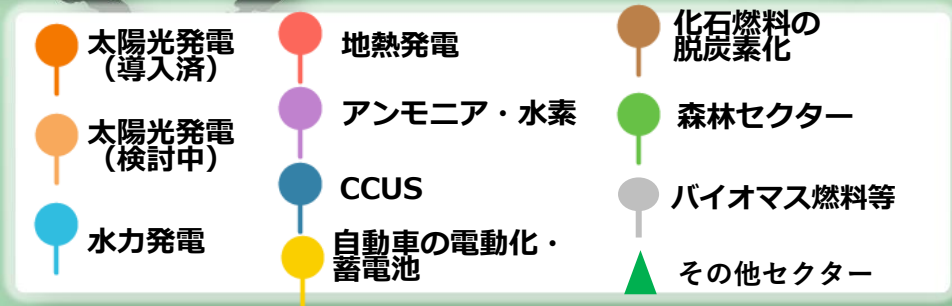 太陽光発電
（導入済）
太陽光発電
（検討中）
水力発電
地熱発電
アンモニア・水素
CCUS
自動車の電動化・
蓄電池
化石燃料の
脱炭素化
森林セクター
バイオマス燃料等
その他セクター